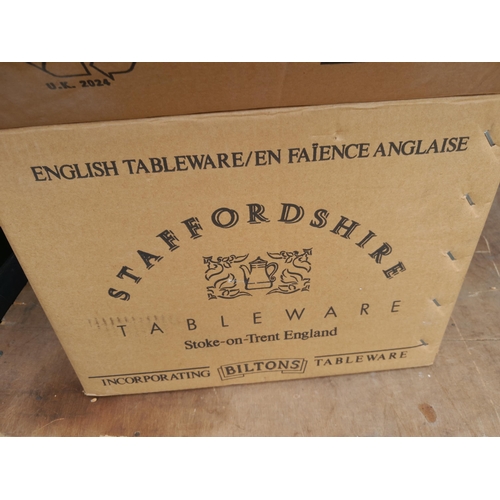 U.K. 2024
ENGLISH TABLEWARE/EN FAÏENCE ANGLAISE
STAFFORDSHIRE
TABLEWARE
Stoke-on-Trent England
INCORPORATING BILTONS TABLEWARE